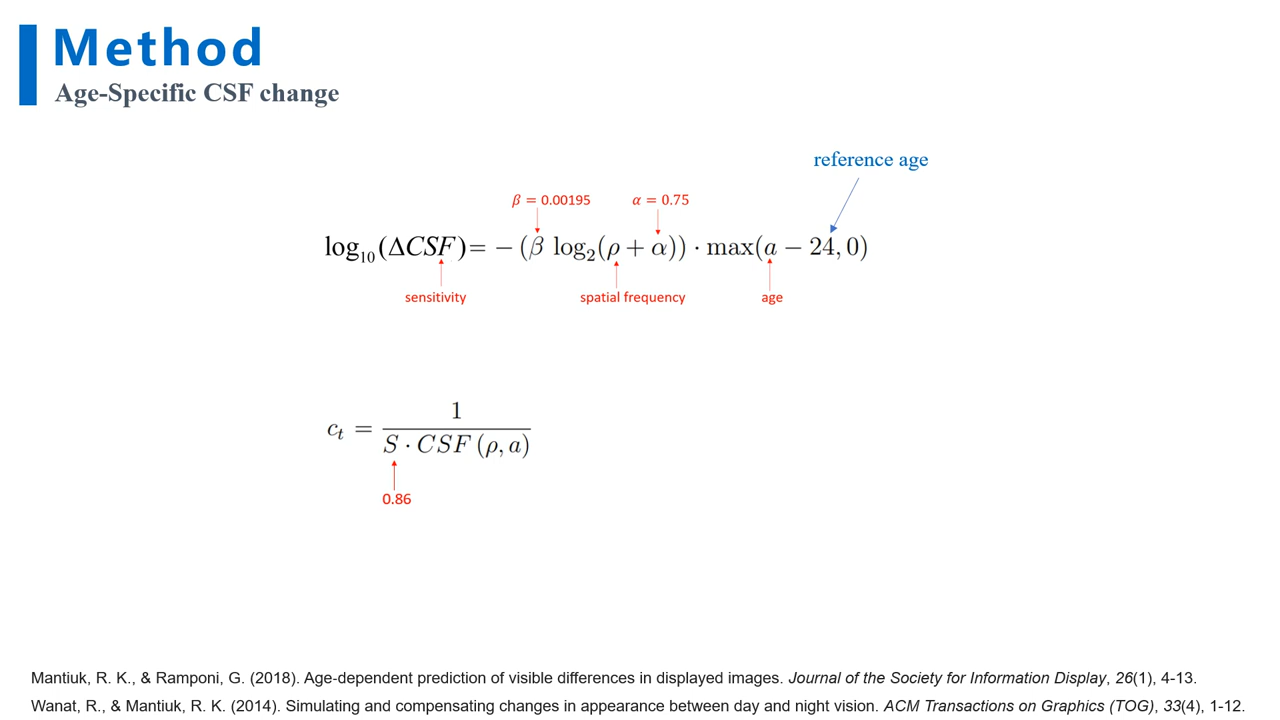 Method
Age-Specific CSF change
reference age
β = 0.00195
α = 0.75
log₁₀(ΔCSF)= − (β log₂(ρ + α)) · max(a − 24, 0)
sensitivity
spatial frequency
age
cₜ = 1 / (S · CSF (ρ, a))
0.86
Mantiuk, R. K., & Ramponi, G. (2018). Age-dependent prediction of visible differences in displayed images. Journal of the Society for Information Display, 26(1), 4-13.
Wanat, R., & Mantiuk, R. K. (2014). Simulating and compensating changes in appearance between day and night vision. ACM Transactions on Graphics (TOG), 33(4), 1-12.